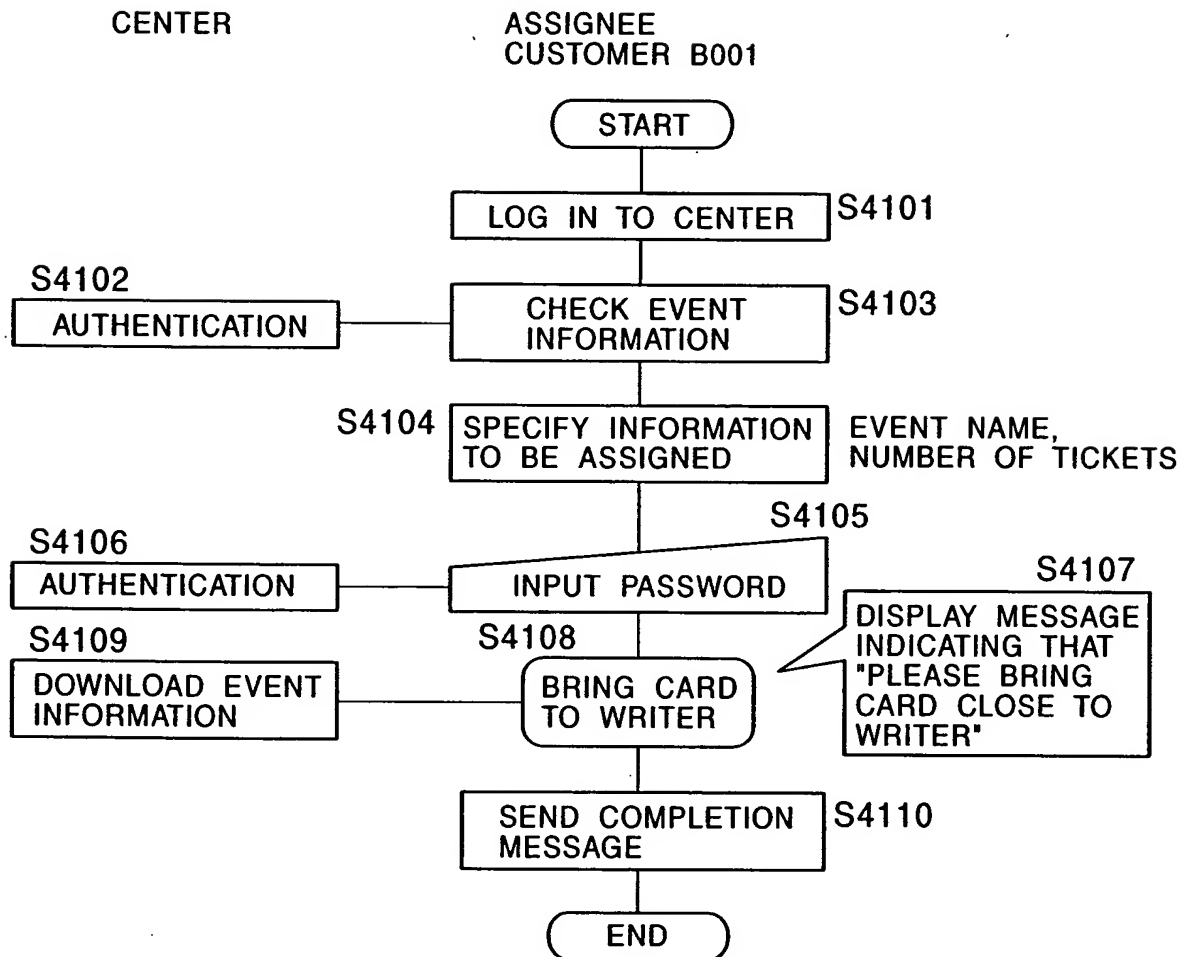 CENTER
ASSIGNEE
CUSTOMER B001
START
LOG IN TO CENTER
S4101
S4102
AUTHENTICATION
CHECK EVENT
INFORMATION
S4103
S4104
SPECIFY INFORMATION
TO BE ASSIGNED
EVENT NAME,
NUMBER OF TICKETS
S4105
S4106
AUTHENTICATION
INPUT PASSWORD
S4107
DISPLAY MESSAGE
INDICATING THAT
"PLEASE BRING
CARD CLOSE TO
WRITER"
S4108
S4109
DOWNLOAD EVENT
INFORMATION
BRING CARD
TO WRITER
SEND COMPLETION
MESSAGE
S4110
END